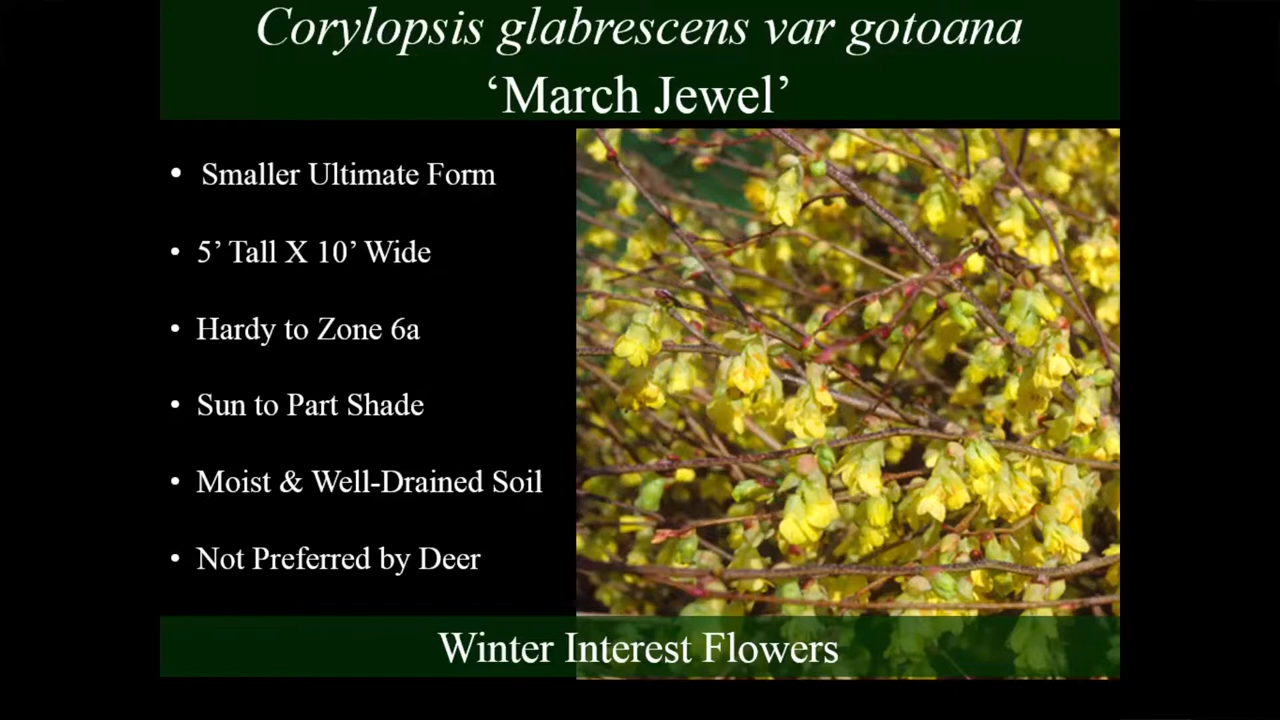 Corylopsis glabrescens var gotoana
‘March Jewel’
• Smaller Ultimate Form
• 5’ Tall X 10’ Wide
• Hardy to Zone 6a
• Sun to Part Shade
• Moist & Well-Drained Soil
• Not Preferred by Deer
Winter Interest Flowers